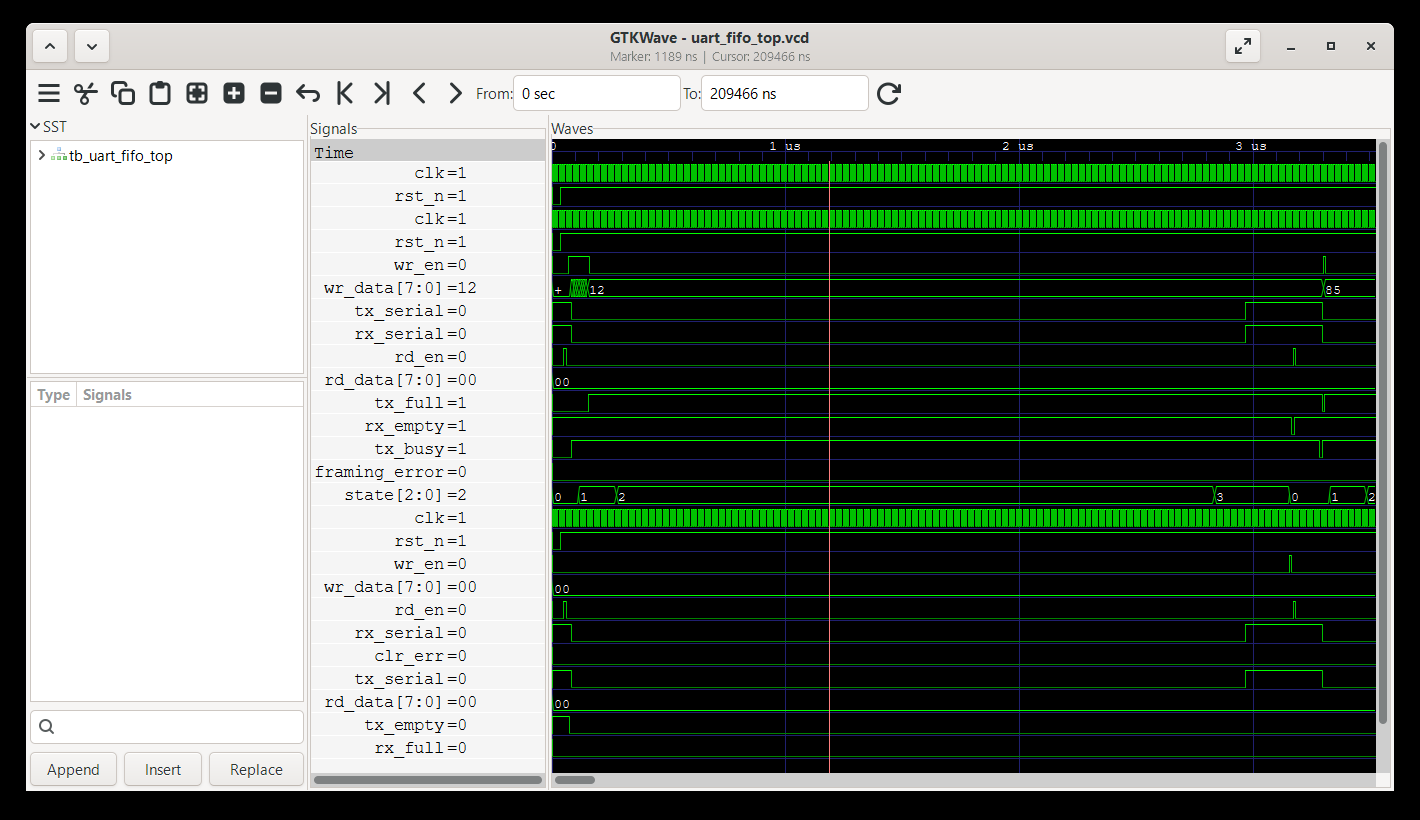 GTKWave - uart_fifo_top.vcd
Marker: 1189 ns | Cursor: 209466 ns
From: 0 sec To: 209466 ns
SST
tb_uart_fifo_top
Type Signals
Append Insert Replace
Signals
Time
clk=1
rst_n=1
clk=1
rst_n=1
wr_en=0
wr_data[7:0]=12
tx_serial=0
rx_serial=0
rd_en=0
rd_data[7:0]=00
tx_full=1
rx_empty=1
tx_busy=1
framing_error=0
state[2:0]=2
clk=1
rst_n=1
wr_en=0
wr_data[7:0]=00
rd_en=0
rx_serial=0
clr_err=0
tx_serial=0
rd_data[7:0]=00
tx_empty=0
rx_full=0
Waves
0 1 us 2 us 3 us
+ 12 85
00
0 1 2 3 0 1 2
00
00